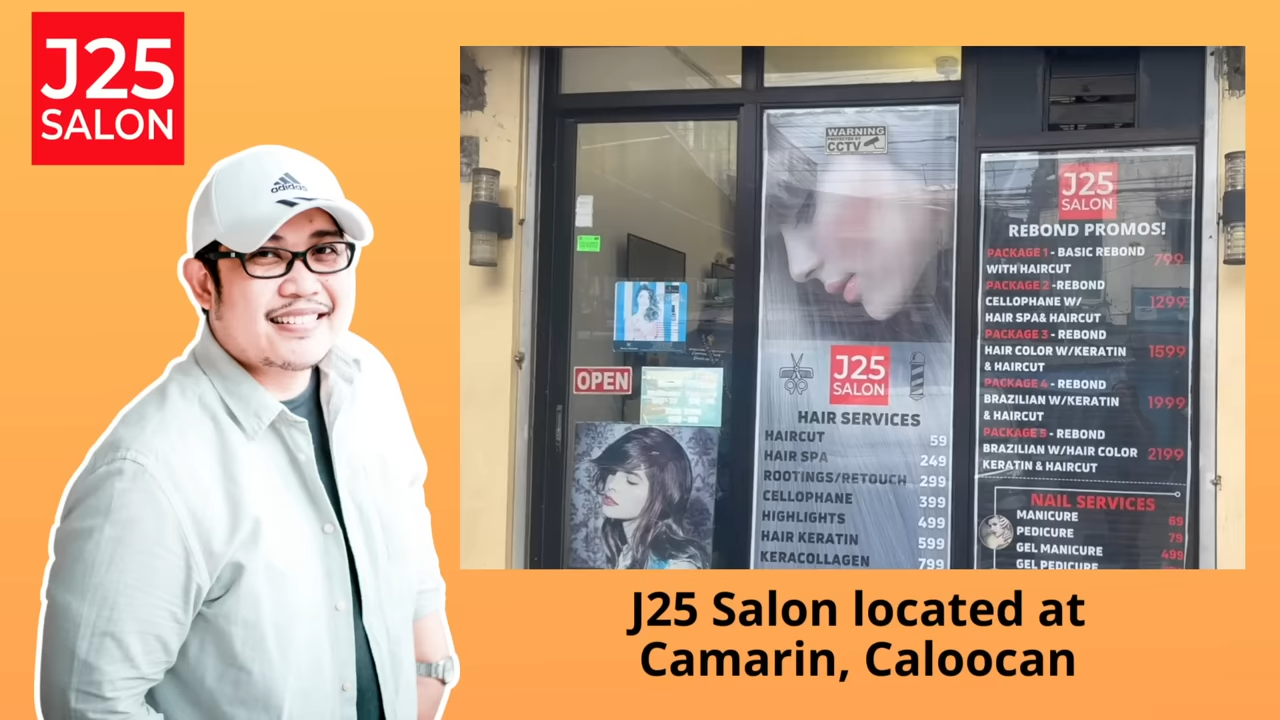 J25
SALON
adidas
WARNING
PROTECTED BY
CCTV
OPEN
J25
SALON
HAIR SERVICES
HAIRCUT 59
HAIR SPA 249
ROOTINGS/RETOUCH 299
CELLOPHANE 399
HIGHLIGHTS 499
HAIR KERATIN 599
KERACOLLAGEN 799
J25
SALON
REBOND PROMOS!
PACKAGE 1 - BASIC REBOND
WITH HAIRCUT 799
PACKAGE 2 -REBOND
CELLOPHANE W/ 1299
HAIR SPA& HAIRCUT
PACKAGE 3 - REBOND
HAIR COLOR W/KERATIN 1599
& HAIRCUT
PACKAGE 4 - REBOND
BRAZILIAN W/KERATIN 1999
& HAIRCUT
PACKAGE 5 - REBOND
BRAZILIAN W/HAIR COLOR 2199
KERATIN & HAIRCUT
NAIL SERVICES
MANICURE 69
PEDICURE 79
GEL MANICURE 499
GEL PEDICURE
J25 Salon located at
Camarin, Caloocan